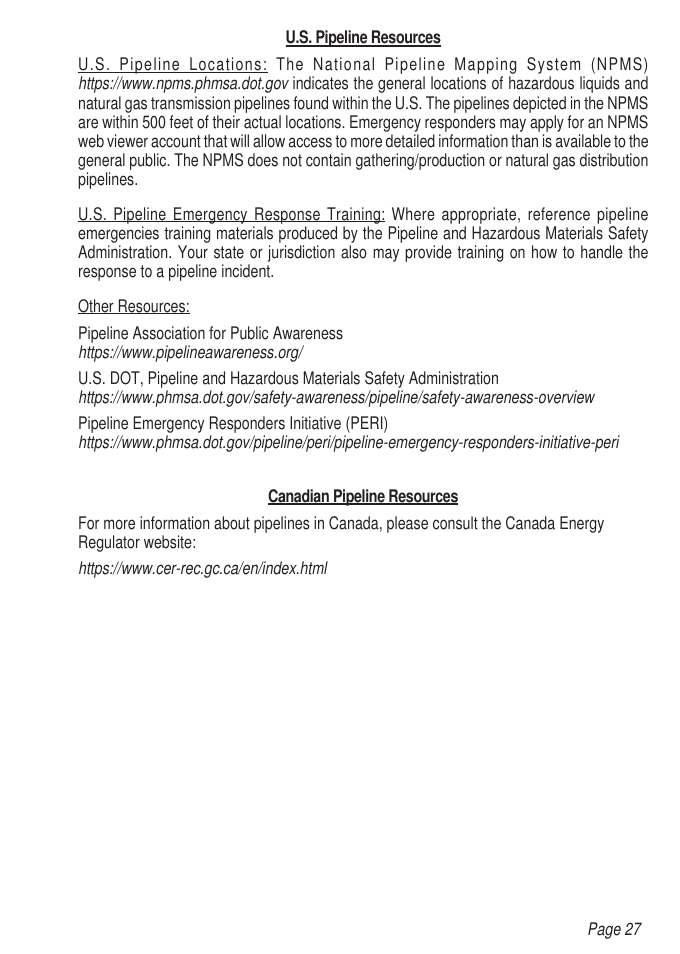 U.S. Pipeline Resources
U.S. Pipeline Locations: The National Pipeline Mapping System (NPMS)
https://www.npms.phmsa.dot.gov indicates the general locations of hazardous liquids and
natural gas transmission pipelines found within the U.S. The pipelines depicted in the NPMS
are within 500 feet of their actual locations. Emergency responders may apply for an NPMS
web viewer account that will allow access to more detailed information than is available to the
general public. The NPMS does not contain gathering/production or natural gas distribution
pipelines.
U.S. Pipeline Emergency Response Training: Where appropriate, reference pipeline
emergencies training materials produced by the Pipeline and Hazardous Materials Safety
Administration. Your state or jurisdiction also may provide training on how to handle the
response to a pipeline incident.
Other Resources:
Pipeline Association for Public Awareness
https://www.pipelineawareness.org/
U.S. DOT, Pipeline and Hazardous Materials Safety Administration
https://www.phmsa.dot.gov/safety-awareness/pipeline/safety-awareness-overview
Pipeline Emergency Responders Initiative (PERI)
https://www.phmsa.dot.gov/pipeline/peri/pipeline-emergency-responders-initiative-peri
Canadian Pipeline Resources
For more information about pipelines in Canada, please consult the Canada Energy
Regulator website:
https://www.cer-rec.gc.ca/en/index.html
Page 27